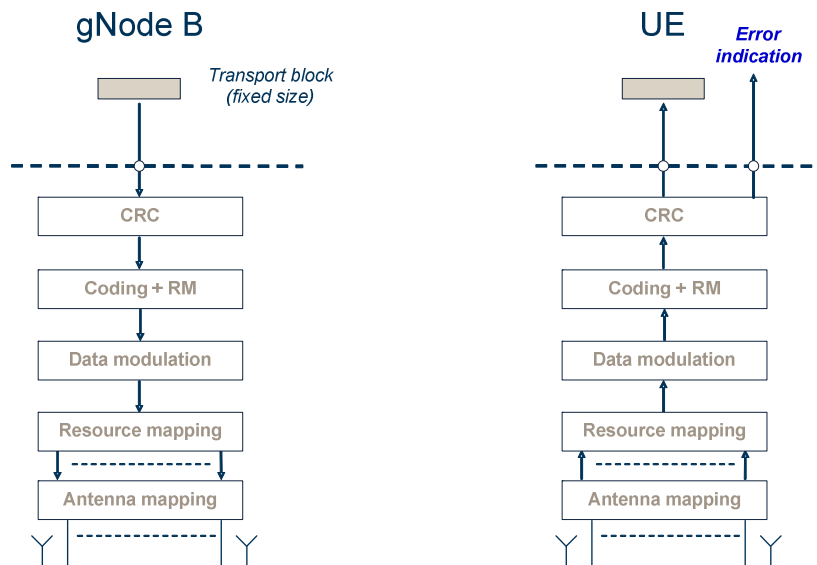 gNode B
Transport block
(fixed size)
CRC
Coding + RM
Data modulation
Resource mapping
Antenna mapping
UE
Error
indication
CRC
Coding + RM
Data modulation
Resource mapping
Antenna mapping